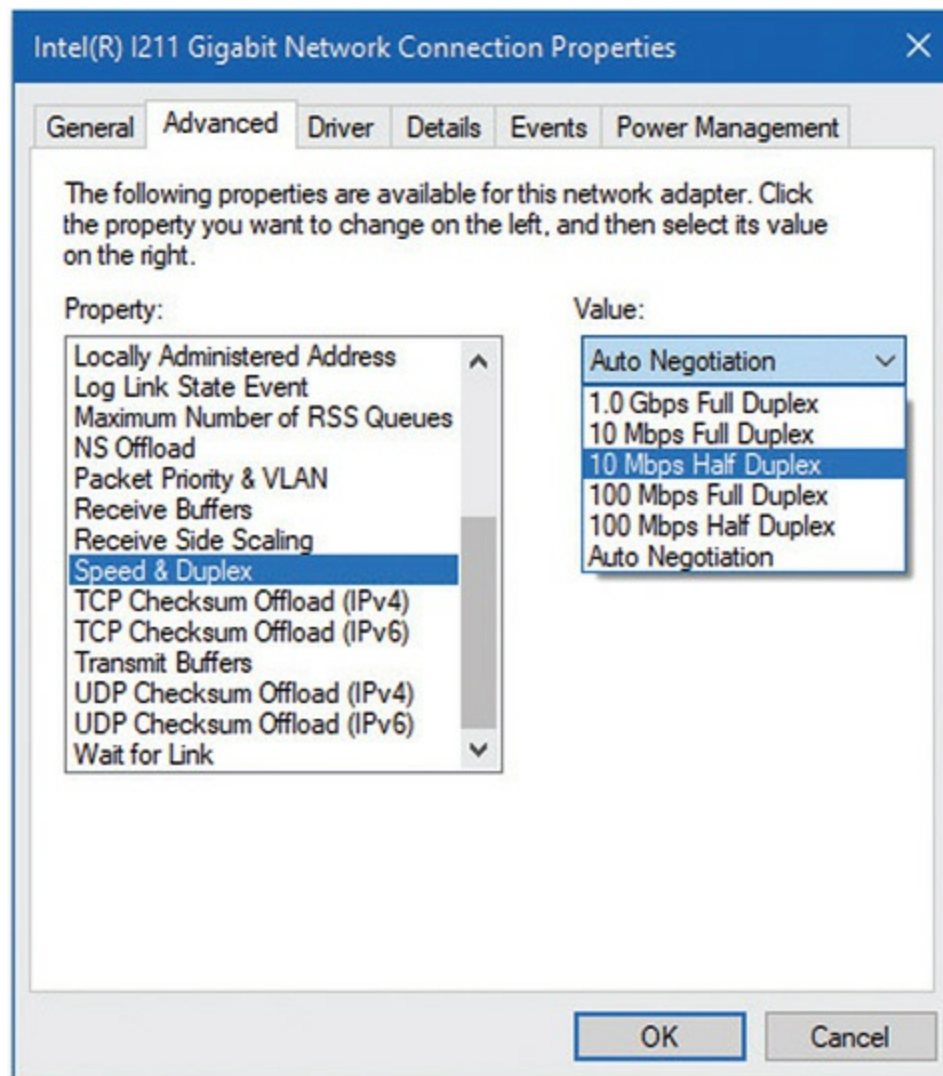 Intel(R) I211 Gigabit Network Connection Properties
General Advanced Driver Details Events Power Management
The following properties are available for this network adapter. Click
the property you want to change on the left, and then select its value
on the right.
Property:
Locally Administered Address
Log Link State Event
Maximum Number of RSS Queues
NS Offload
Packet Priority & VLAN
Receive Buffers
Receive Side Scaling
Speed & Duplex
TCP Checksum Offload (IPv4)
TCP Checksum Offload (IPv6)
Transmit Buffers
UDP Checksum Offload (IPv4)
UDP Checksum Offload (IPv6)
Wait for Link
Value:
Auto Negotiation
1.0 Gbps Full Duplex
10 Mbps Full Duplex
10 Mbps Half Duplex
100 Mbps Full Duplex
100 Mbps Half Duplex
Auto Negotiation
OK Cancel